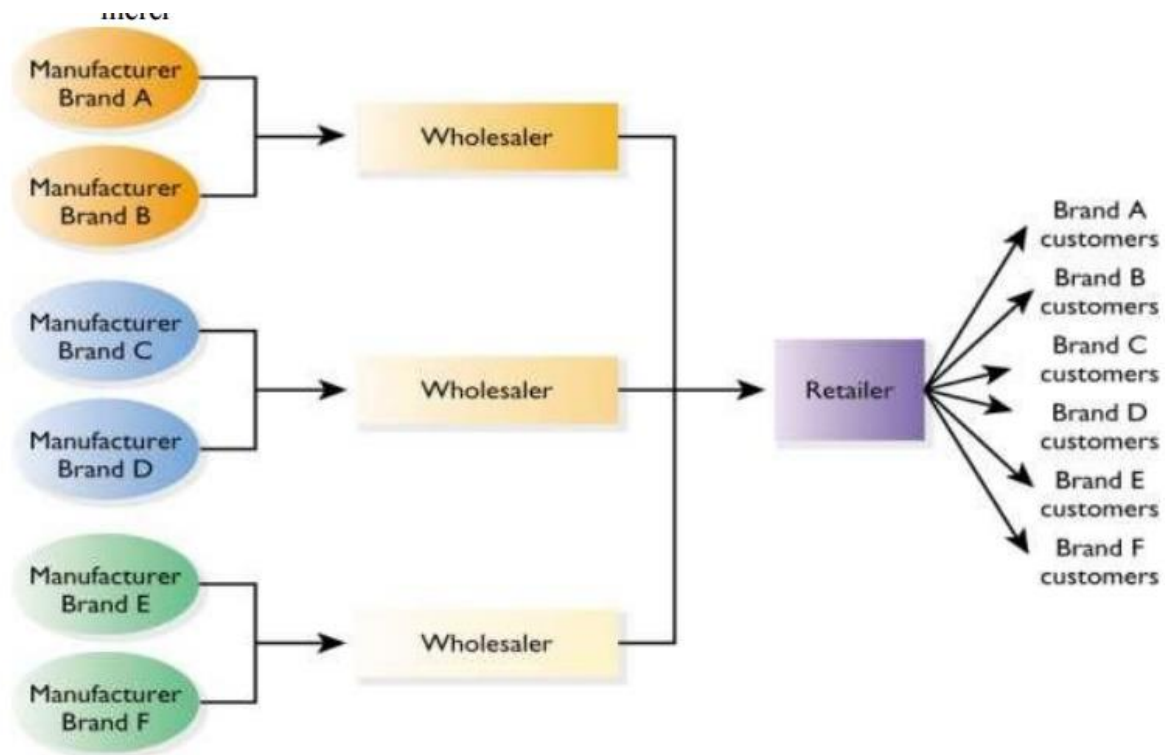 Manufacturer
Brand A
Manufacturer
Brand B
Manufacturer
Brand C
Manufacturer
Brand D
Manufacturer
Brand E
Manufacturer
Brand F
Wholesaler
Wholesaler
Wholesaler
Retailer
Brand A
customers
Brand B
customers
Brand C
customers
Brand D
customers
Brand E
customers
Brand F
customers